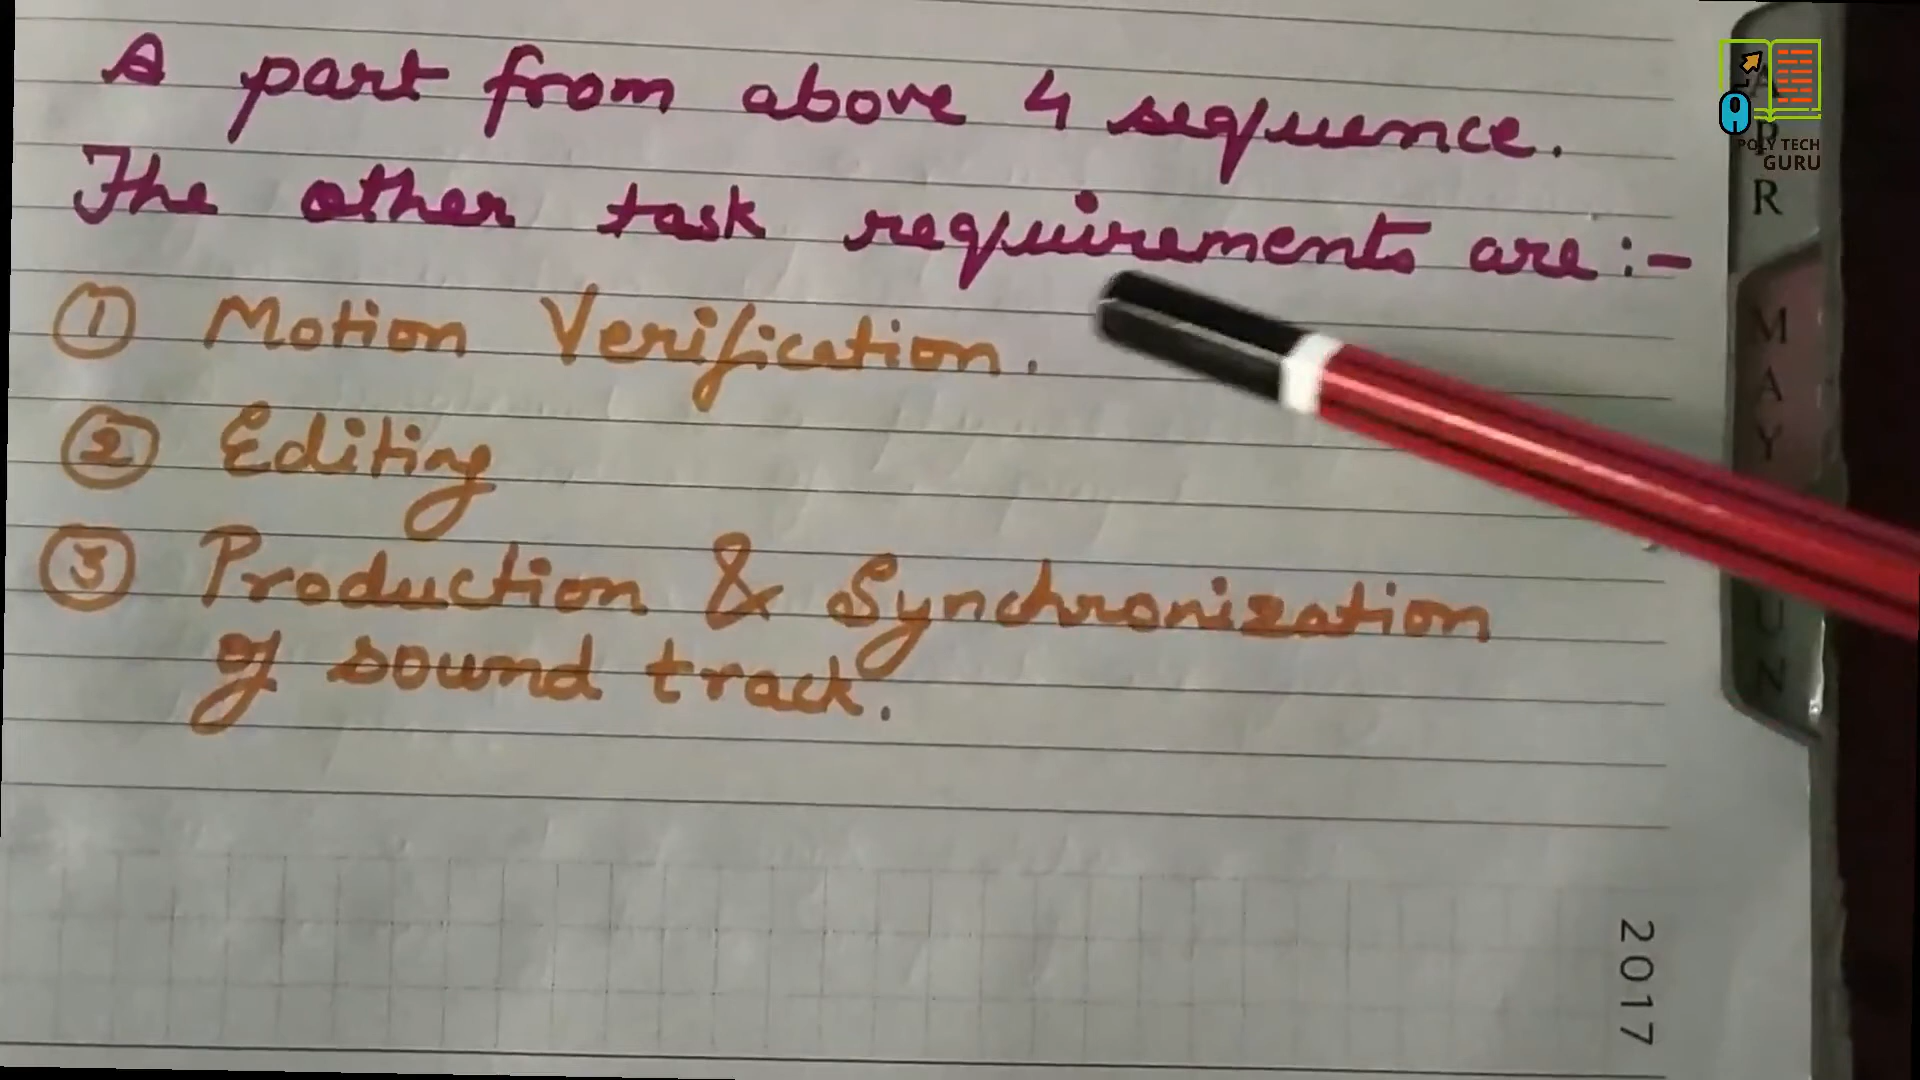 A part from above 4 sequence.
The other task requirements are :-
① Motion Verification.
② Editing
③ Production & Synchronization
of sound track.
POLY TECH
GURU
A
P
R
M
A
Y
U
N
2017